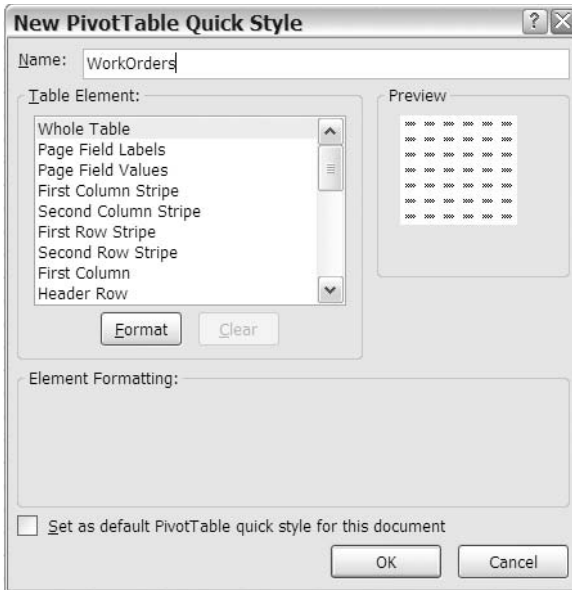 New PivotTable Quick Style
Name: WorkOrders
Table Element:
Preview
Whole Table
Page Field Labels
Page Field Values
First Column Stripe
Second Column Stripe
First Row Stripe
Second Row Stripe
First Column
Header Row
Format Clear
Element Formatting:
Set as default PivotTable quick style for this document
OK Cancel